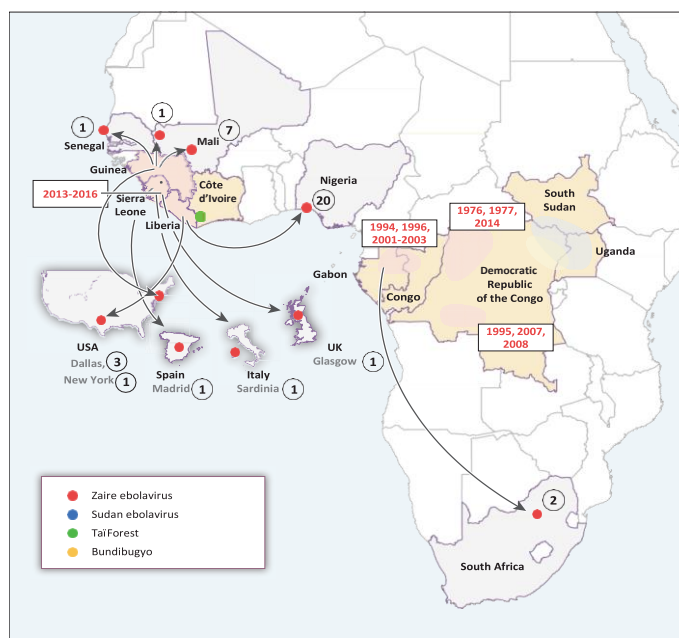 1
1
7
Senegal
Mali
Guinea
2013-2016
Côte
d'Ivoire
Nigeria
20
Sierra
Leone
Liberia
1994, 1996,
2001-2003
1976, 1977,
2014
South
Sudan
Uganda
Gabon
Congo
Democratic
Republic
of the Congo
1995, 2007,
2008
USA
Dallas, 3
New York 1
Spain
Madrid 1
Italy
Sardinia 1
UK
Glasgow 1
2
South Africa
Zaire ebolavirus
Sudan ebolavirus
TaïForest
Bundibugyo